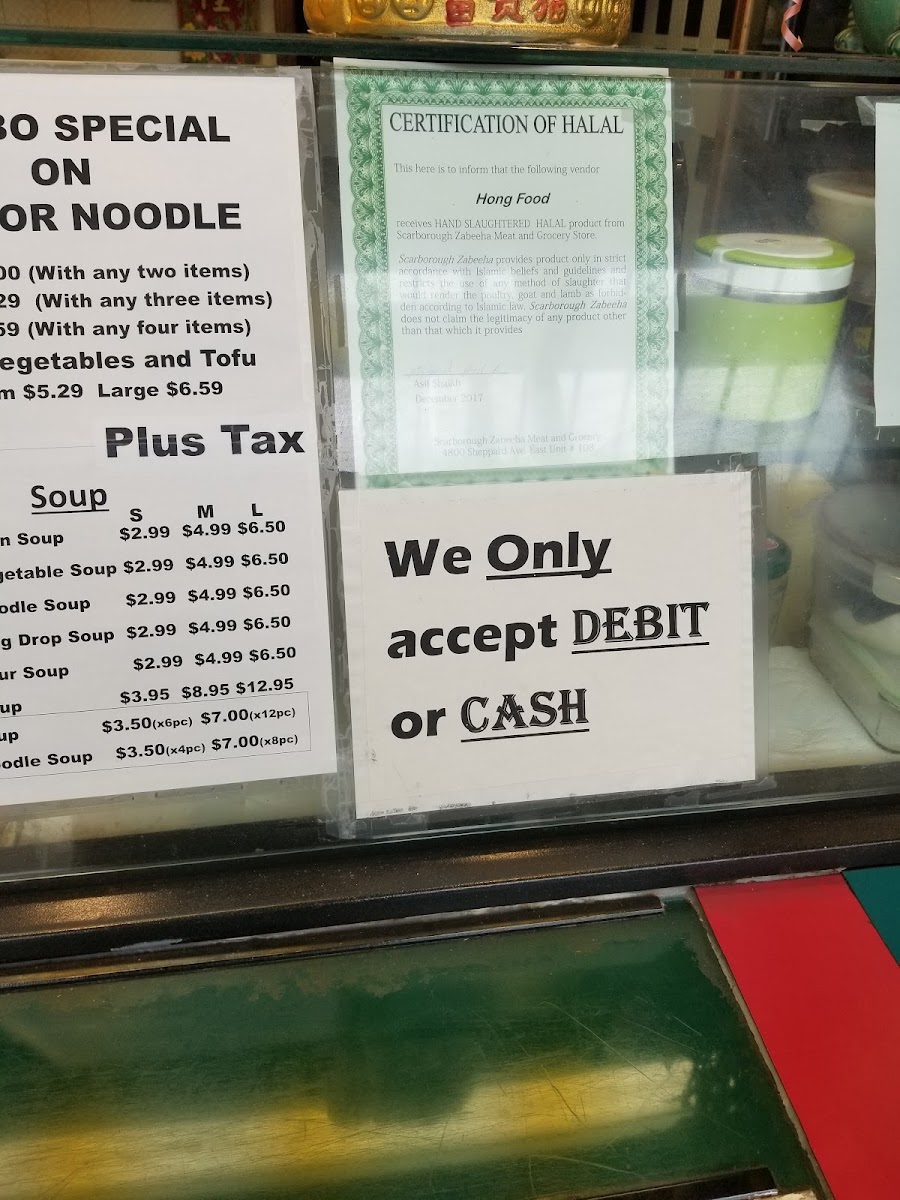 BO SPECIAL
ON
OR NOODLE
00 (With any two items)
29 (With any three items)
59 (With any four items)
egetables and Tofu
m $5.29 Large $6.59
Plus Tax
Soup
S M L
n Soup $2.99 $4.99 $6.50
getable Soup $2.99 $4.99 $6.50
odle Soup $2.99 $4.99 $6.50
g Drop Soup $2.99 $4.99 $6.50
ur Soup $2.99 $4.99 $6.50
up $3.95 $8.95 $12.95
up $3.50(x6pc) $7.00(x12pc)
oodle Soup $3.50(x4pc) $7.00(x8pc)
CERTIFICATION OF HALAL
This here is to inform that the following vendor
Hong Food
receives HAND SLAUGHTERED HALAL product from
Scarborough Zabeeha Meat and Grocery Store.
Scarborough Zabeeha provides product only in strict
accordance with Islamic beliefs and guidelines and
restricts the use of any method of slaughter that
would render the poultry, goat and lamb as forbid-
den according to Islamic law. Scarborough Zabeeha
does not claim the legitimacy of any product other
than that which it provides
Asif Shaikh
December 2017
Scarborough Zabeeha Meat and Grocery
4800 Sheppard Ave. East Unit # 108
We Only
accept DEBIT
or CASH